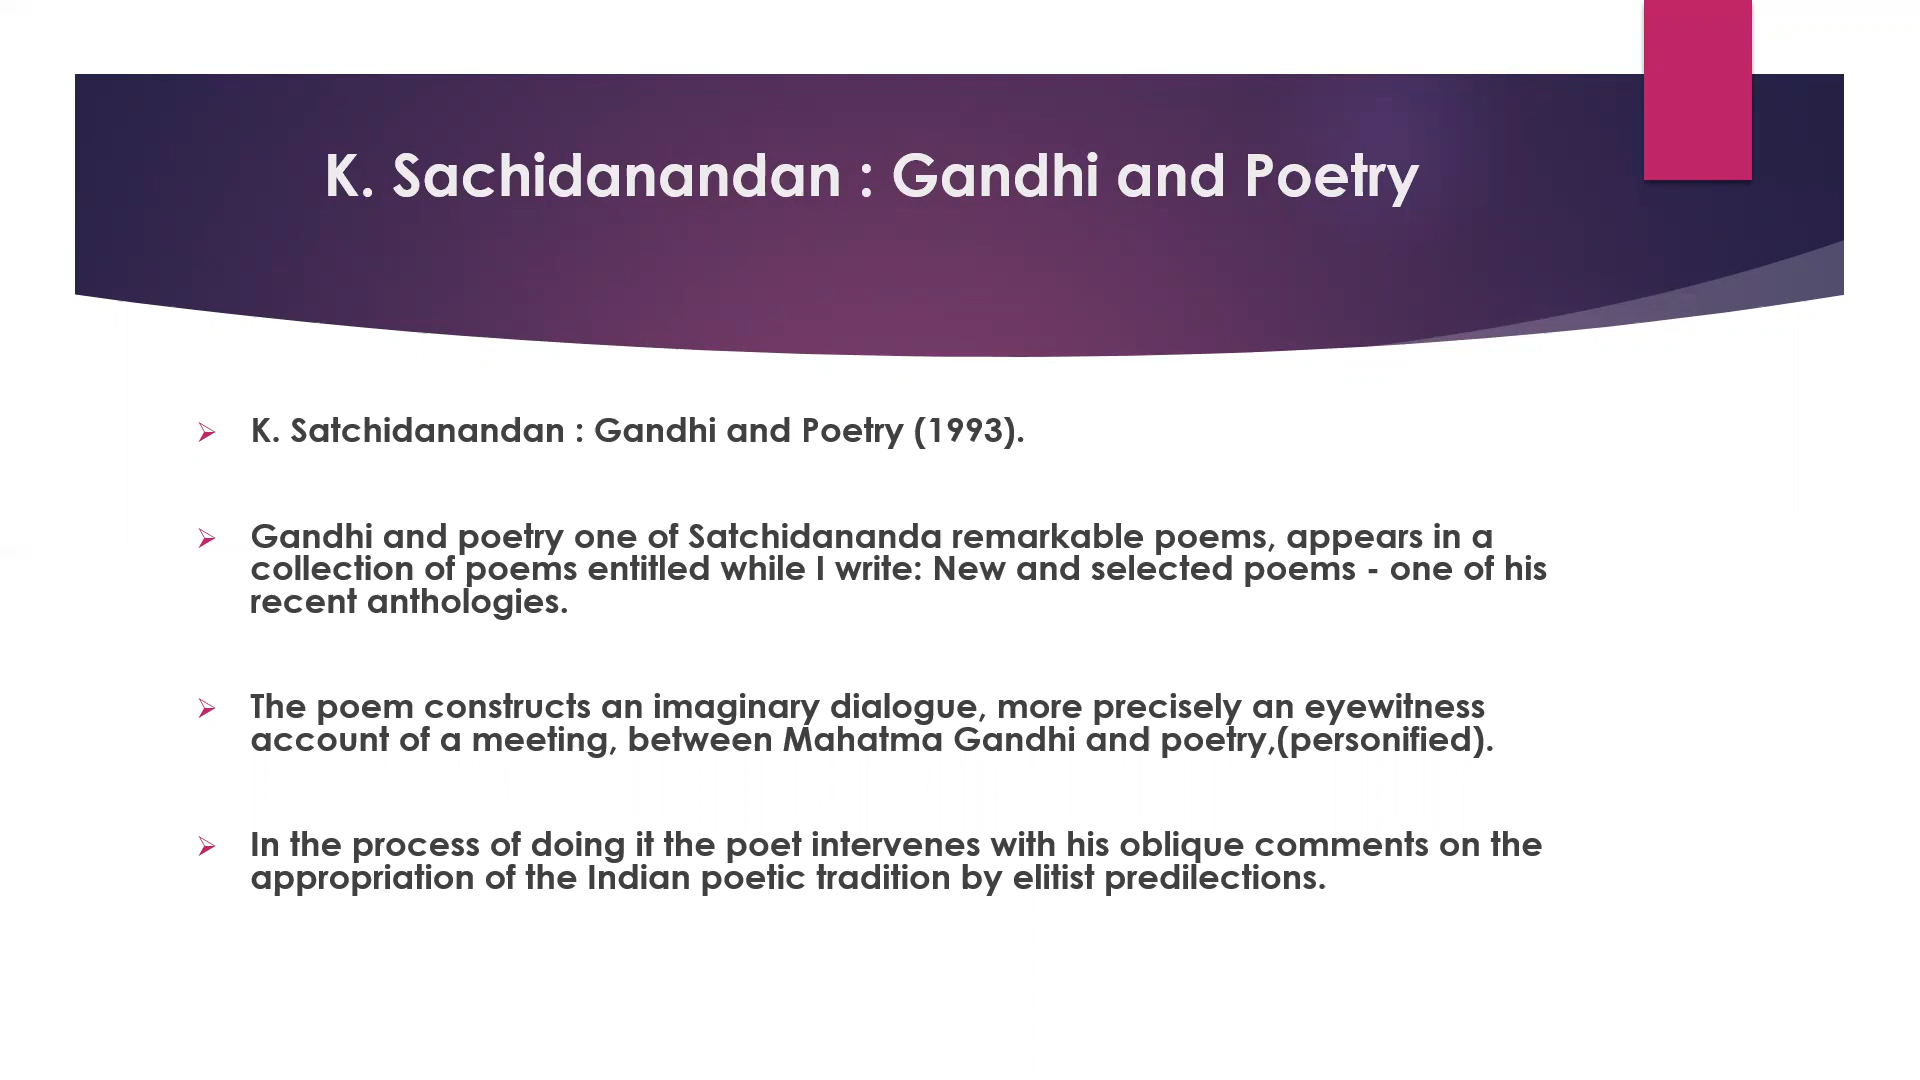 K. Sachidanandan : Gandhi and Poetry
K. Satchidanandan : Gandhi and Poetry (1993).
Gandhi and poetry one of Satchidananda remarkable poems, appears in a
collection of poems entitled while I write: New and selected poems - one of his
recent anthologies.
The poem constructs an imaginary dialogue, more precisely an eyewitness
account of a meeting, between Mahatma Gandhi and poetry,(personified).
In the process of doing it the poet intervenes with his oblique comments on the
appropriation of the Indian poetic tradition by elitist predilections.